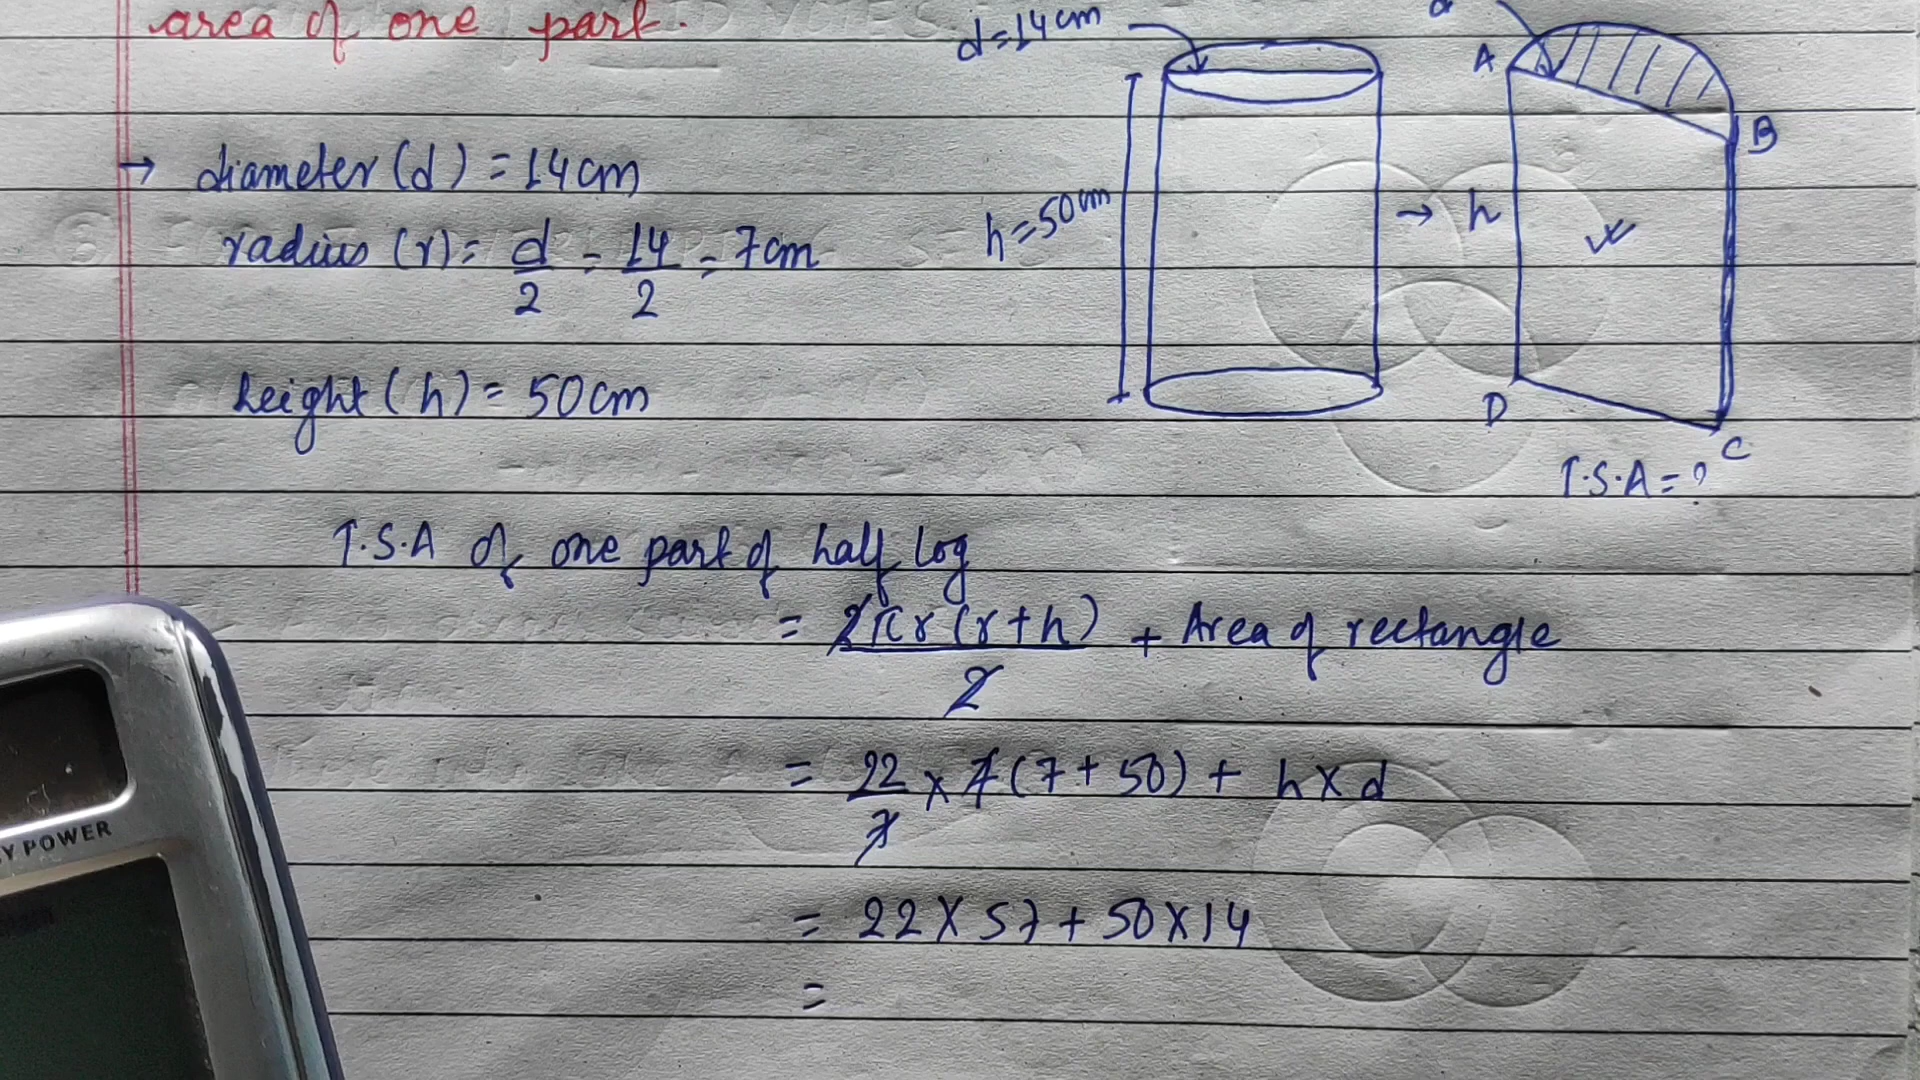 area of one part.
d=14cm
A
B
→ diameter (d) = 14cm
radius (r) = d/2 = 14/2 = 7cm
h=50cm
→ h
height (h) = 50cm
D
C
T.S.A = ?
T.S.A of one part of half log
= 2πr(r+h)/2 + Area of rectangle
= 22/7 × 7(7+50) + h×d
Y POWER
= 22×57+50×14
=